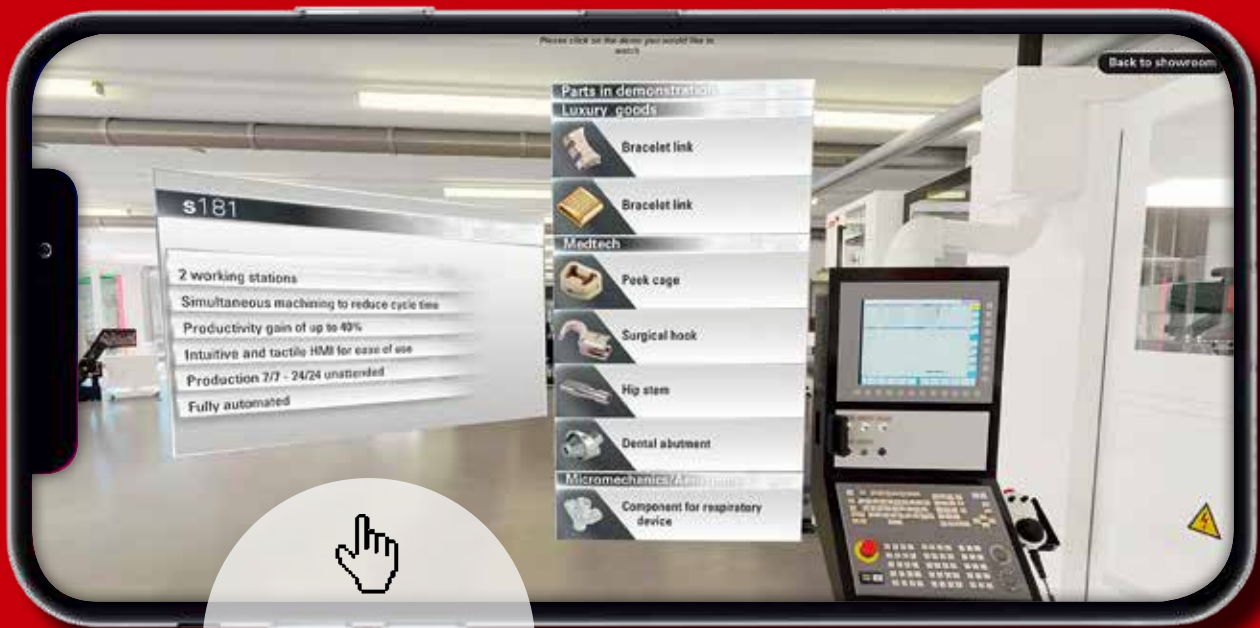 Please click on the demo you would like to
watch
Back to showroom
s181
2 working stations
Simultaneous machining to reduce cycle time
Productivity gain of up to 40%
Intuitive and tactile HMI for ease of use
Production 7/7 - 24/24 unattended
Fully automated
Parts in demonstration
Luxury goods
Bracelet link
Bracelet link
Medtech
Peek cage
Surgical hook
Hip stem
Dental abutment
Micromechanics/
Component for respiratory
device